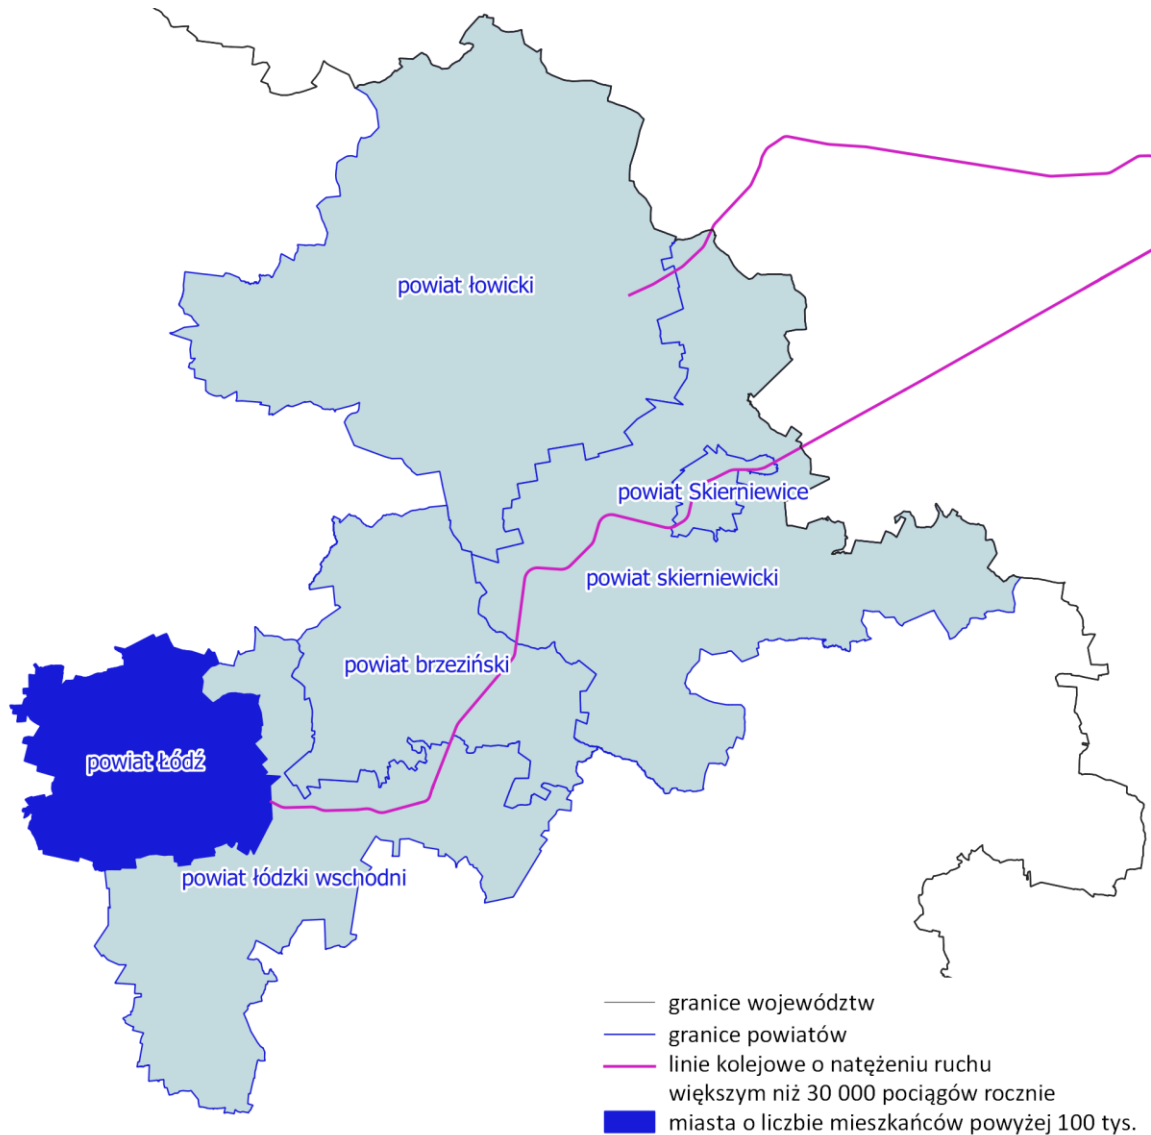 powiat łowicki
powiat Skierniewice
powiat skierniewicki
powiat brzeziński
powiat Łódź
powiat łódzki wschodni
granice województw
granice powiatów
linie kolejowe o natężeniu ruchu
większym niż 30 000 pociągów rocznie
miasta o liczbie mieszkańców powyżej 100 tys.